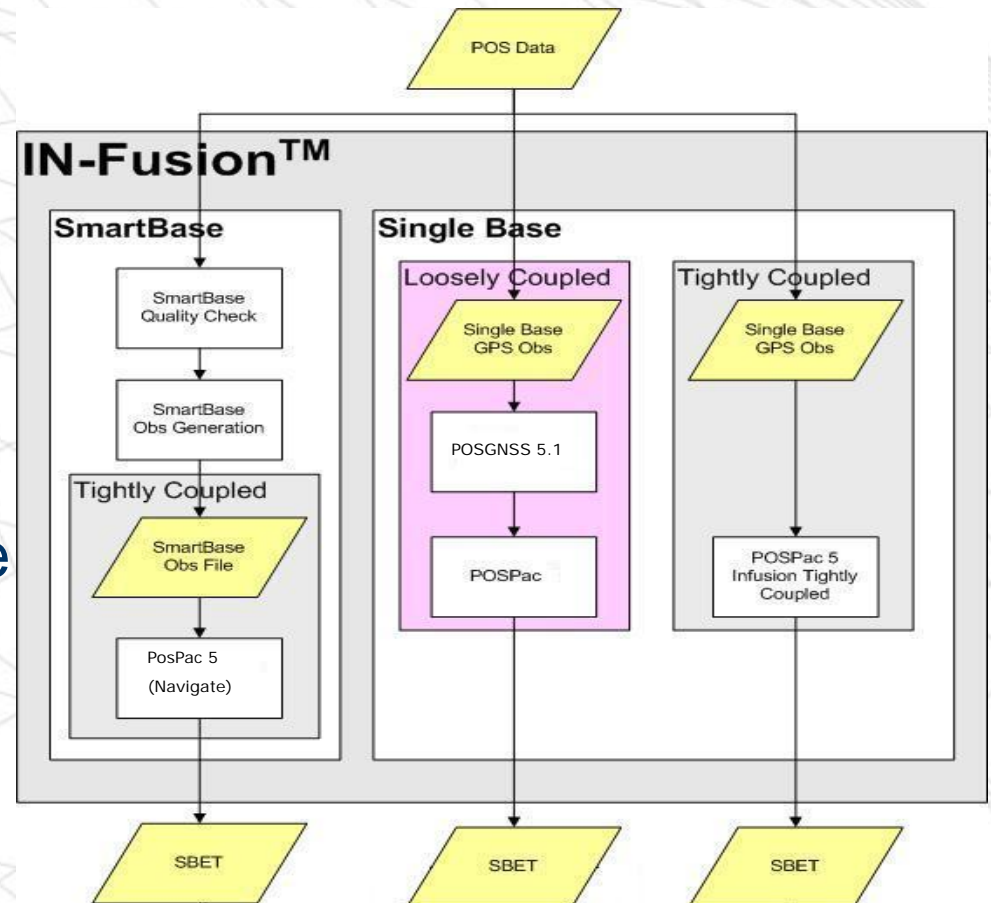 POS Data
IN-Fusion™
SmartBase
SmartBase
Quality Check
SmartBase
Obs Generation
Tightly Coupled
SmartBase
Obs File
PosPac 5
(Navigate)
Single Base
Loosely Coupled
Single Base
GPS Obs
POSGNSS 5.1
POSPac
Tightly Coupled
Single Base
GPS Obs
POSPac 5
Infusion Tightly
Coupled
SBET
SBET
SBET
e